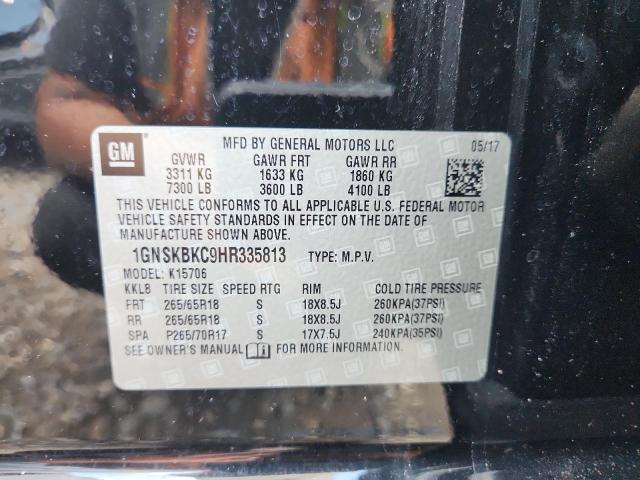 GM
MFD BY GENERAL MOTORS LLC 05/17
GVWR GAWR FRT GAWR RR
3311 KG 1633 KG 1860 KG
7300 LB 3600 LB 4100 LB
THIS VEHICLE CONFORMS TO ALL APPLICABLE U.S. FEDERAL MOTOR
VEHICLE SAFETY STANDARDS IN EFFECT ON THE DATE OF
MANUFACTURE SHOWN ABOVE.
1GNSKBKC9HR335813 TYPE: M.P.V.
MODEL: K15706
KKL8 TIRE SIZE SPEED RTG RIM COLD TIRE PRESSURE
FRT 265/65R18 S 18X8.5J 260KPA(37PSI)
RR 265/65R18 S 18X8.5J 260KPA(37PSI)
SPA P265/70R17 S 17X7.5J 240KPA(35PSI)
SEE OWNER'S MANUAL FOR MORE INFORMATION.